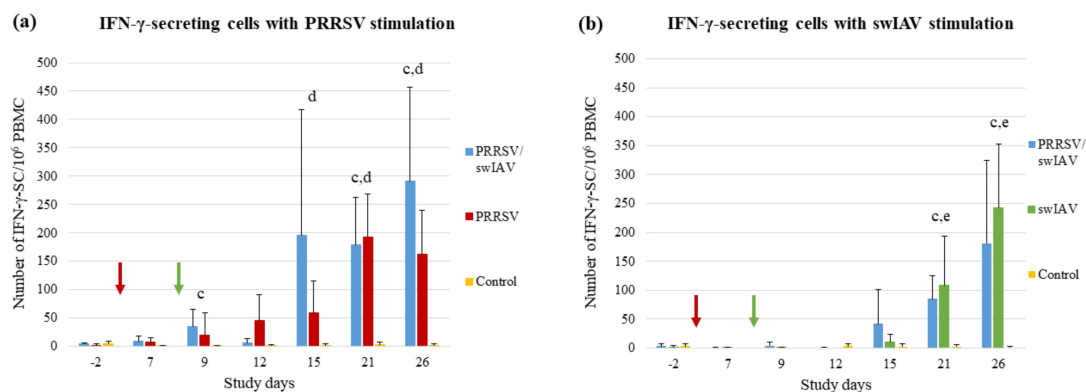 (a) IFN-γ-secreting cells with PRRSV stimulation
Number of IFN-γ-SC/10⁶ PBMC
500
450
400
350
300
250
200
150
100
50
0
c
d
c,d
c,d
-2 7 9 12 15 21 26
Study days
PRRSV/
swIAV
PRRSV
Control
(b) IFN-γ-secreting cells with swIAV stimulation
Number of IFN-γ-SC/10⁶ PBMC
500
450
400
350
300
250
200
150
100
50
0
c,e
c,e
-2 7 9 12 15 21 26
Study days
PRRSV/
swIAV
swIAV
Control